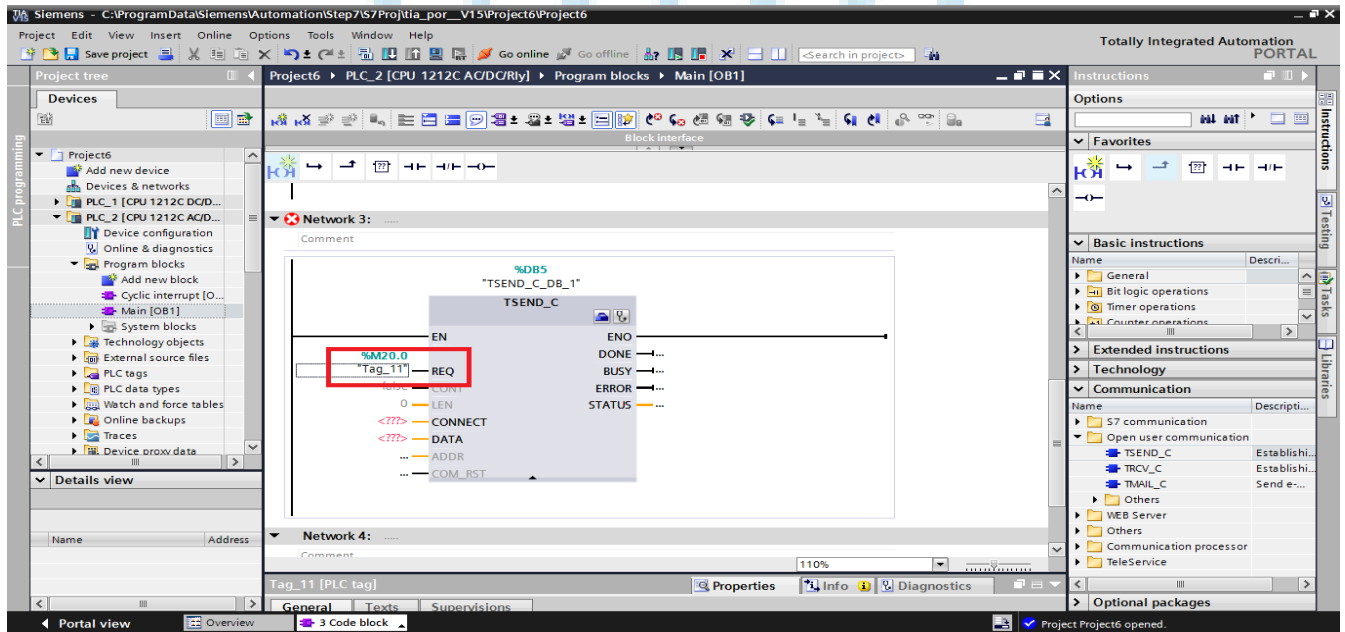 Siemens - C:\ProgramData\Siemens\Automation\Step7\S7Proj\tia_por__V15\Project6\Project6
Project Edit View Insert Online Options Tools Window Help
Save project Go online Go offline <Search in project>
Totally Integrated Automation
PORTAL
Project tree
Devices
PLC programming
Project6
Add new device
Devices & networks
PLC_1 [CPU 1212C DC/D...
PLC_2 [CPU 1212C AC/D...
Device configuration
Online & diagnostics
Program blocks
Add new block
Cyclic interrupt [O...
Main [OB1]
System blocks
Technology objects
External source files
PLC tags
PLC data types
Watch and force tables
Online backups
Traces
Device proxy data
Details view
Name Address
Project6 PLC_2 [CPU 1212C AC/DC/Rly] Program blocks Main [OB1]
Block interface
Network 3: .....
Comment
%DB5
"TSEND_C_DB_1"
TSEND_C
EN ENO
%M20.0
"Tag_11" REQ DONE ...
false CONT BUSY ...
0 LEN ERROR ...
<???> CONNECT STATUS ...
<???> DATA
... ADDR
... COM_RST
Network 4: .....
Comment
110%
Tag_11 [PLC tag]
Properties Info Diagnostics
General Texts Supervisions
Instructions
Options
Favorites
Basic instructions
Name Descri...
General
Bit logic operations
Timer operations
Counter operations
Extended instructions
Technology
Communication
Name Descripti...
S7 communication
Open user communication
TSEND_C Establishi...
TRCV_C Establishi...
TMAIL_C Send e-...
Others
WEB Server
Others
Communication processor
TeleService
Optional packages
Instructions
Testing
Tasks
Libraries
Portal view Overview 3 Code block
Project Project6 opened.